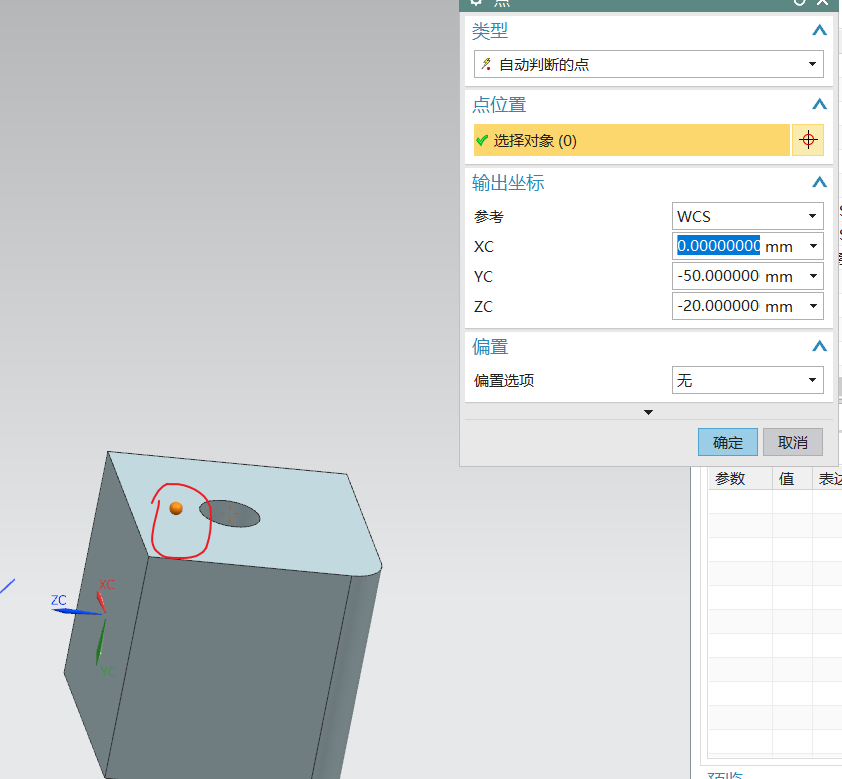 点
类型
自动判断的点
点位置
选择对象 (0)
输出坐标
参考 WCS
XC 0.00000000 mm
YC -50.000000 mm
ZC -20.000000 mm
偏置
偏置选项 无
确定 取消
参数 值
XC
ZC
YC
预览